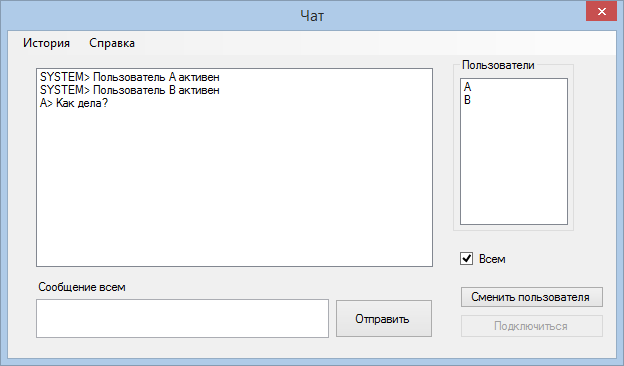 Чат
История Справка
SYSTEM> Пользователь A активен
SYSTEM> Пользователь B активен
A> Как дела?
Пользователи
A
B
Всем
Сообщение всем
Отправить
Сменить пользователя
Подключиться